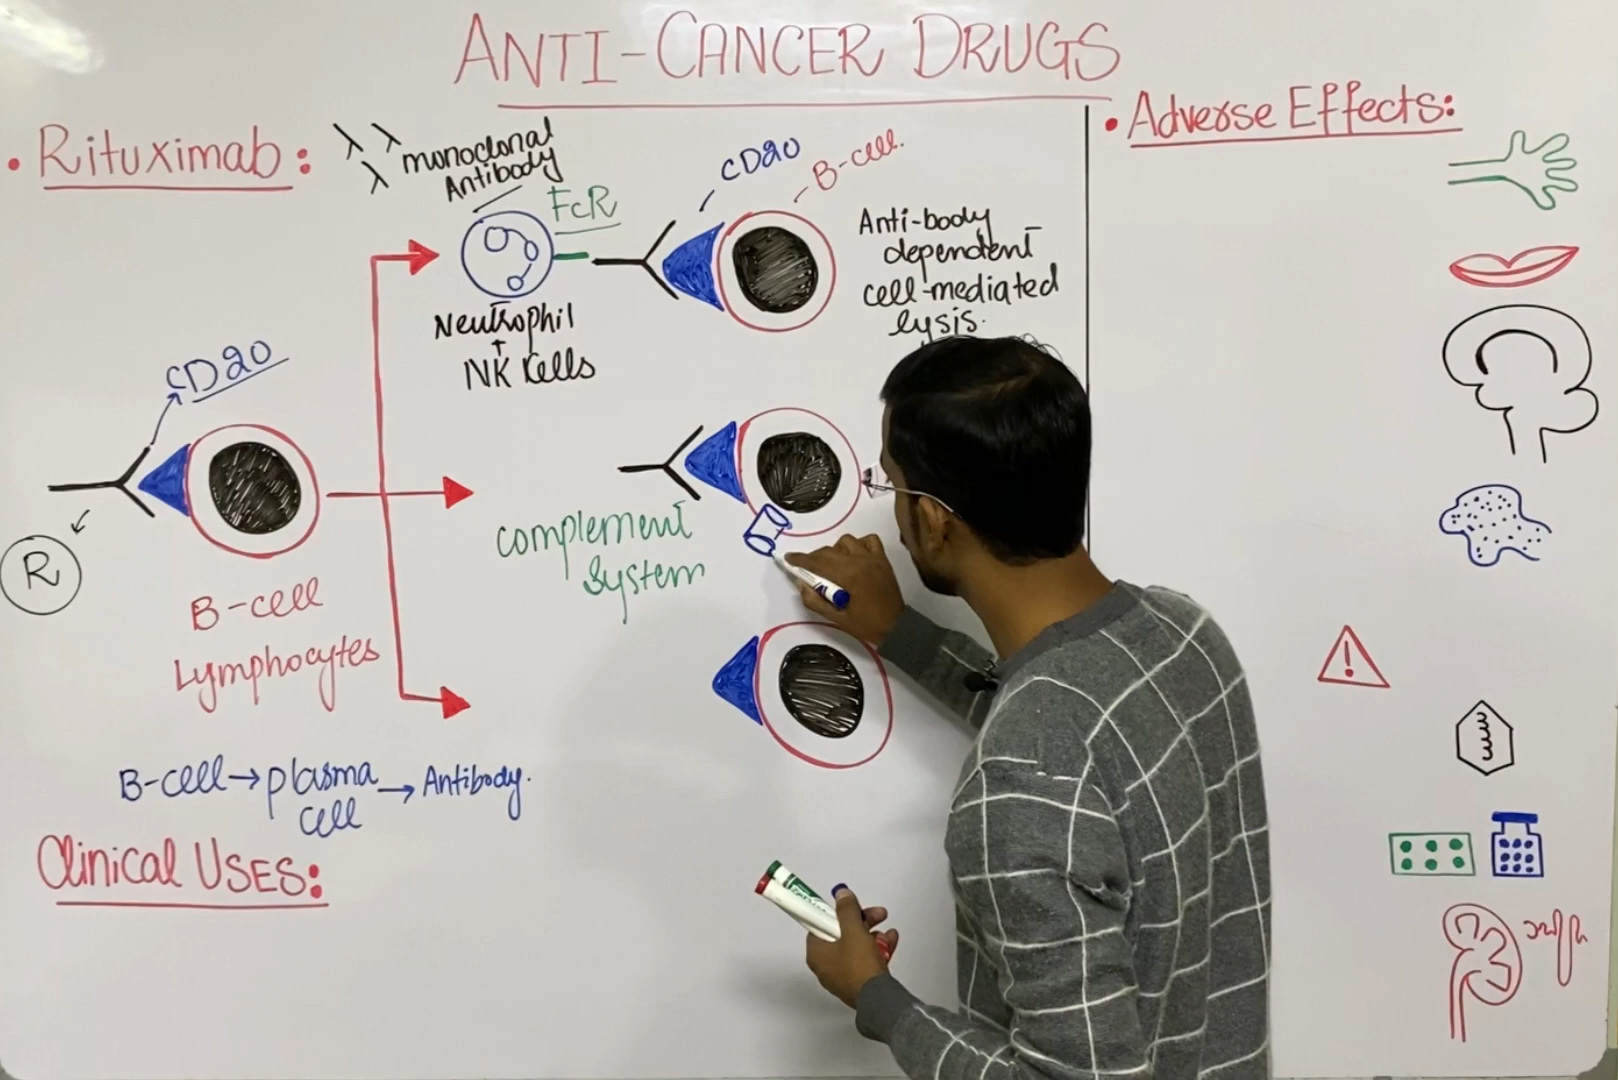 ANTI-CANCER DRUGS
• Rituximab:
monoclonal
Antibody
FcR
CD20
B-cell.
Anti-body
dependent
cell-mediated
lysis.
Neutrophil
+
NK Cells
CD20
R
B-cell
Lymphocytes
complement
System
B-cell → plasma cell → Antibody.
Clinical USES:
• Adverse Effects:
!